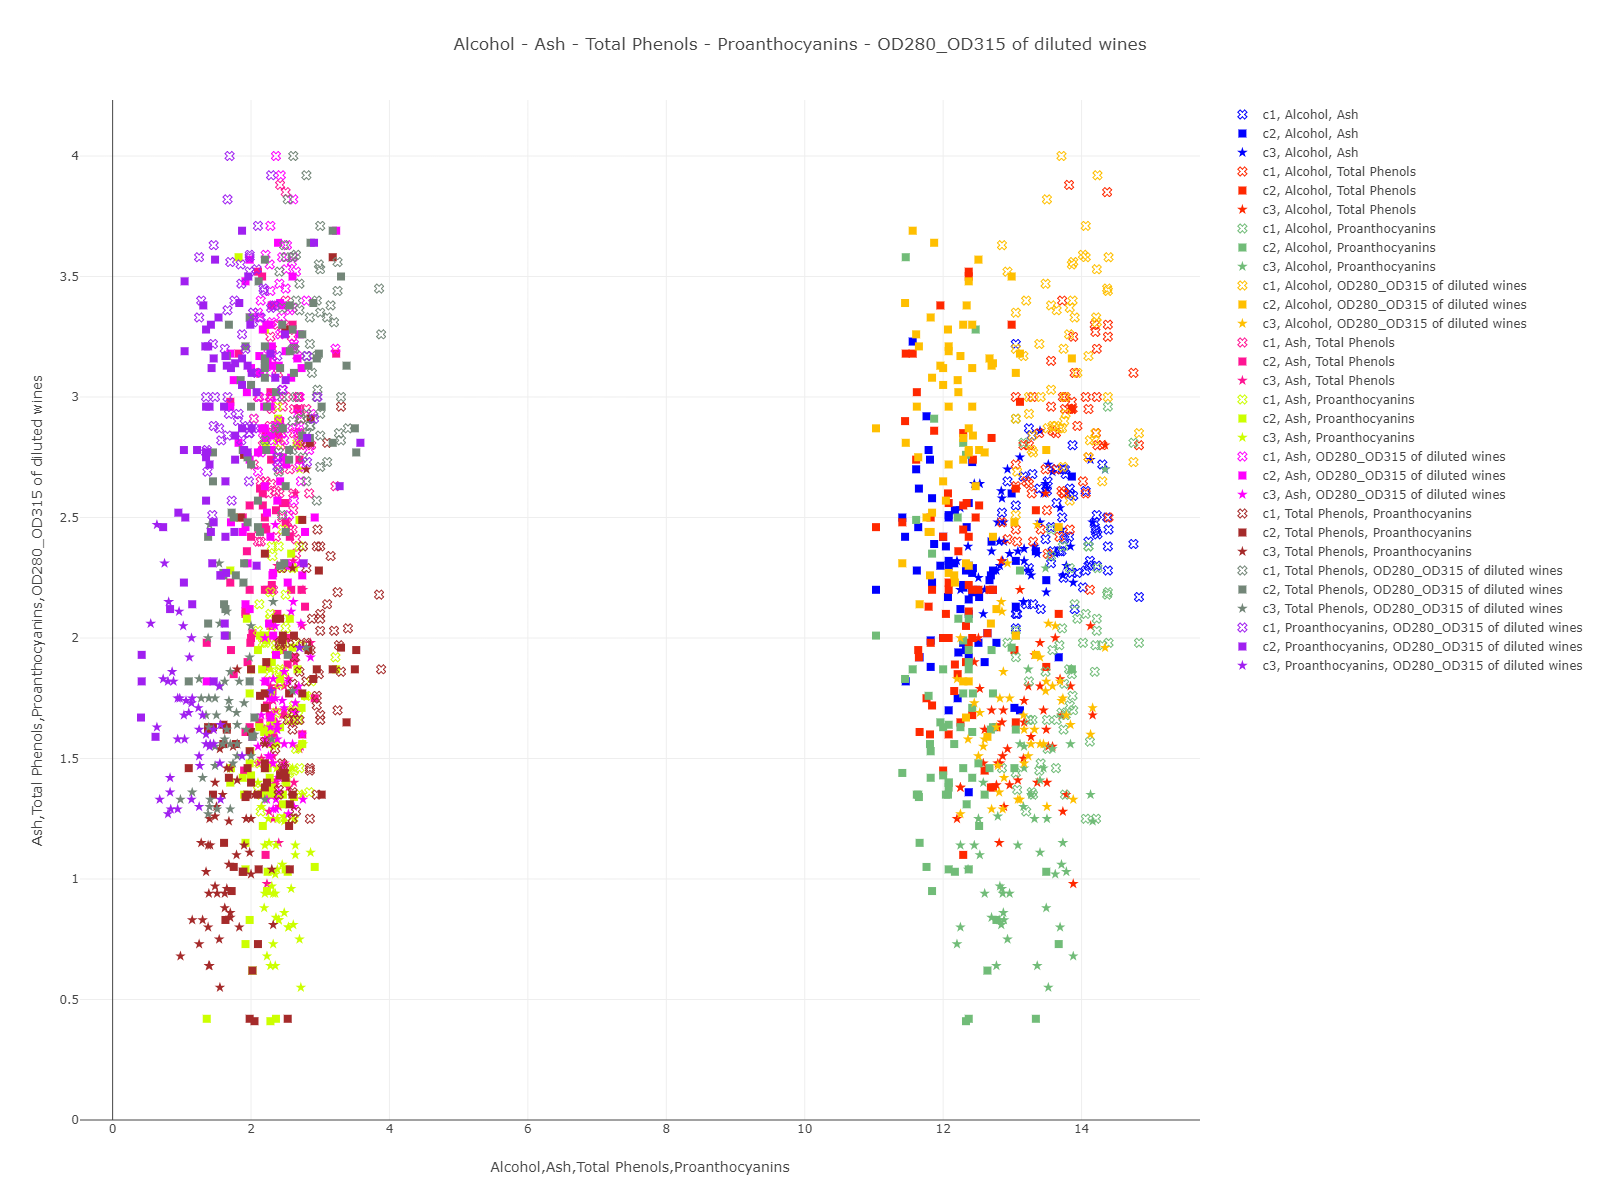 Alcohol - Ash - Total Phenols - Proanthocyanins - OD280_OD315 of diluted wines
c1, Alcohol, Ash
c2, Alcohol, Ash
c3, Alcohol, Ash
c1, Alcohol, Total Phenols
c2, Alcohol, Total Phenols
c3, Alcohol, Total Phenols
c1, Alcohol, Proanthocyanins
c2, Alcohol, Proanthocyanins
c3, Alcohol, Proanthocyanins
c1, Alcohol, OD280_OD315 of diluted wines
c2, Alcohol, OD280_OD315 of diluted wines
c3, Alcohol, OD280_OD315 of diluted wines
c1, Ash, Total Phenols
c2, Ash, Total Phenols
c3, Ash, Total Phenols
c1, Ash, Proanthocyanins
c2, Ash, Proanthocyanins
c3, Ash, Proanthocyanins
c1, Ash, OD280_OD315 of diluted wines
c2, Ash, OD280_OD315 of diluted wines
c3, Ash, OD280_OD315 of diluted wines
c1, Total Phenols, Proanthocyanins
c2, Total Phenols, Proanthocyanins
c3, Total Phenols, Proanthocyanins
c1, Total Phenols, OD280_OD315 of diluted wines
c2, Total Phenols, OD280_OD315 of diluted wines
c3, Total Phenols, OD280_OD315 of diluted wines
c1, Proanthocyanins, OD280_OD315 of diluted wines
c2, Proanthocyanins, OD280_OD315 of diluted wines
c3, Proanthocyanins, OD280_OD315 of diluted wines
Ash,Total Phenols,Proanthocyanins,OD280_OD315 of diluted wines
4
3.5
3
2.5
2
1.5
1
0.5
0
0 2 4 6 8 10 12 14
Alcohol,Ash,Total Phenols,Proanthocyanins